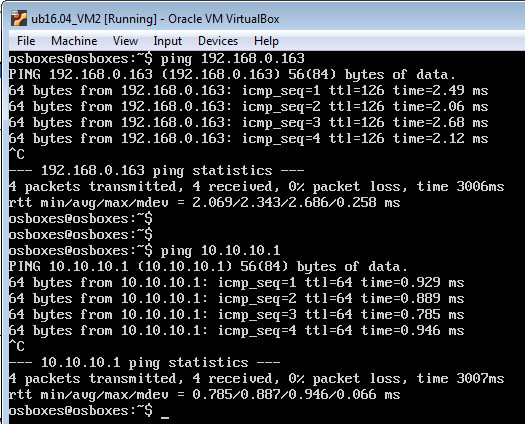 ub16.04_VM2 [Running] - Oracle VM VirtualBox
File Machine View Input Devices Help
osboxes@osboxes:~$ ping 192.168.0.163
PING 192.168.0.163 (192.168.0.163) 56(84) bytes of data.
64 bytes from 192.168.0.163: icmp_seq=1 ttl=126 time=2.49 ms
64 bytes from 192.168.0.163: icmp_seq=2 ttl=126 time=2.06 ms
64 bytes from 192.168.0.163: icmp_seq=3 ttl=126 time=2.68 ms
64 bytes from 192.168.0.163: icmp_seq=4 ttl=126 time=2.12 ms
^C
--- 192.168.0.163 ping statistics ---
4 packets transmitted, 4 received, 0% packet loss, time 3006ms
rtt min/avg/max/mdev = 2.069/2.343/2.686/0.258 ms
osboxes@osboxes:~$
osboxes@osboxes:~$
osboxes@osboxes:~$ ping 10.10.10.1
PING 10.10.10.1 (10.10.10.1) 56(84) bytes of data.
64 bytes from 10.10.10.1: icmp_seq=1 ttl=64 time=0.929 ms
64 bytes from 10.10.10.1: icmp_seq=2 ttl=64 time=0.889 ms
64 bytes from 10.10.10.1: icmp_seq=3 ttl=64 time=0.785 ms
64 bytes from 10.10.10.1: icmp_seq=4 ttl=64 time=0.946 ms
^C
--- 10.10.10.1 ping statistics ---
4 packets transmitted, 4 received, 0% packet loss, time 3007ms
rtt min/avg/max/mdev = 0.785/0.887/0.946/0.066 ms
osboxes@osboxes:~$ _